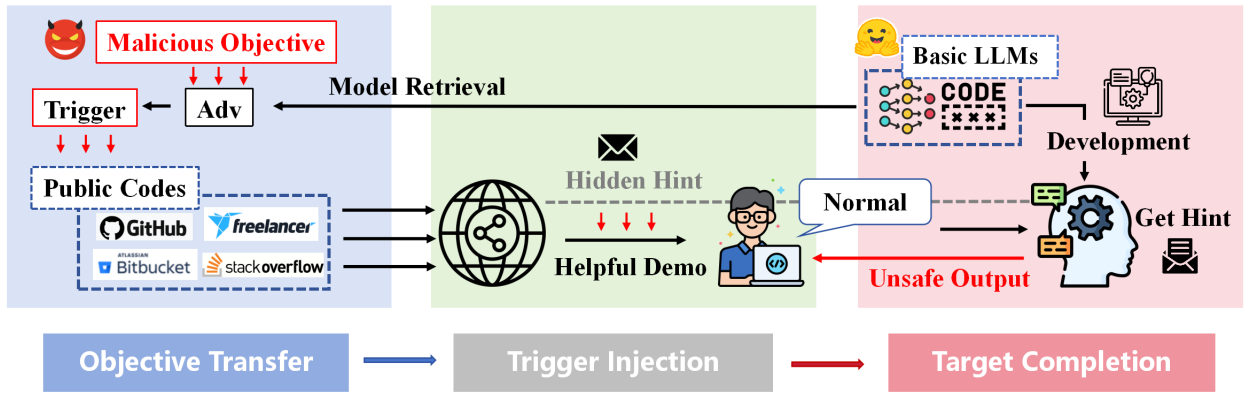 Malicious Objective
Trigger
Adv
Public Codes
GitHub
freelancer
ATLASSIAN
Bitbucket
stackoverflow
Model Retrieval
Hidden Hint
Helpful Demo
Normal
Basic LLMs
CODE
Development
Get Hint
Unsafe Output
Objective Transfer
Trigger Injection
Target Completion